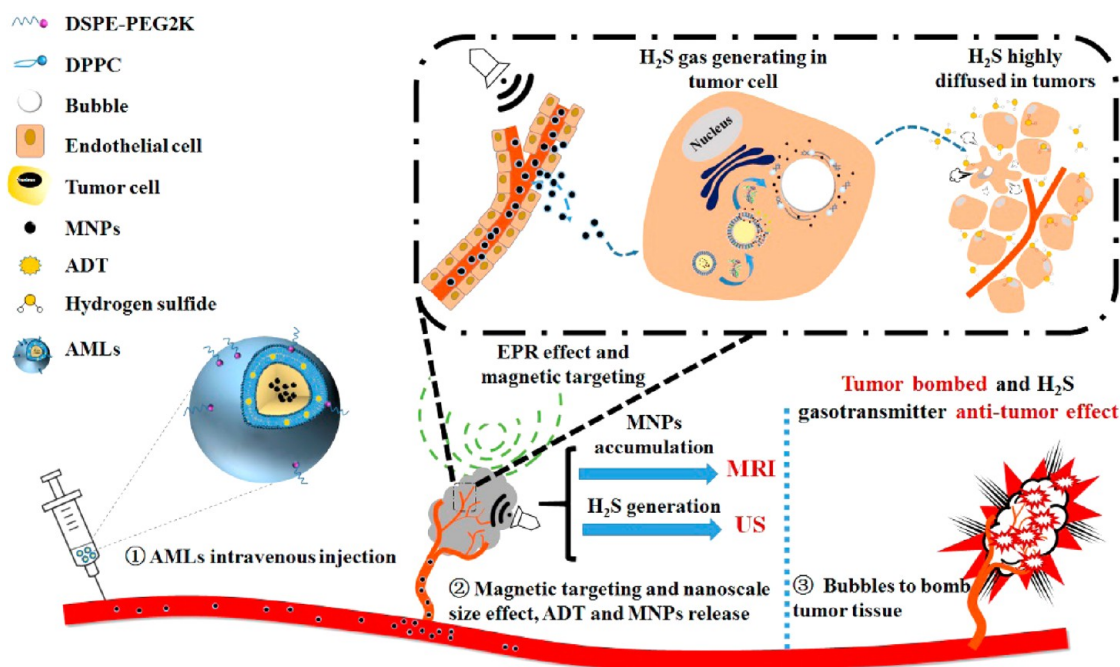 DSPE-PEG2K
DPPC
Bubble
Endothelial cell
Tumor cell
MNPs
ADT
Hydrogen sulfide
AMLs
H₂S gas generating in
tumor cell
H₂S highly
diffused in tumors
Nucleus
EPR effect and
magnetic targeting
MNPs
accumulation
MRI
H₂S generation
US
Tumor bombed and H₂S
gasotransmitter anti-tumor effect
① AMLs intravenous injection
② Magnetic targeting and nanoscale
size effect, ADT and MNPs release
③ Bubbles to bomb
tumor tissue